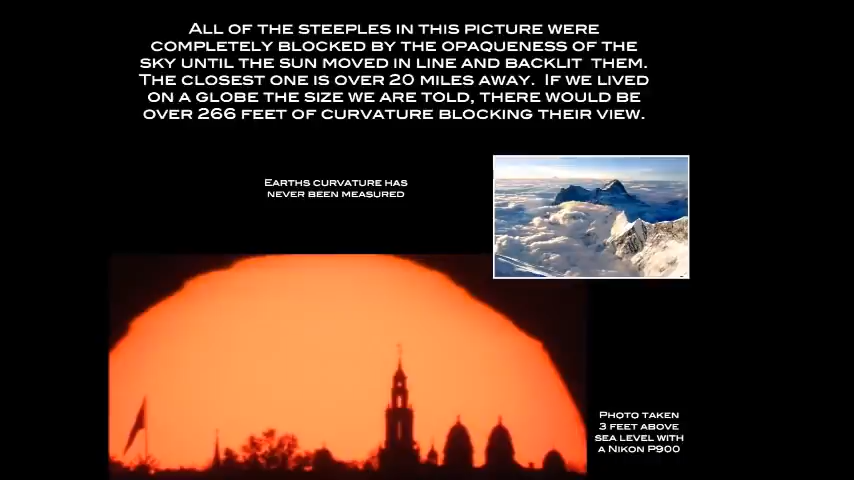 All of the steeples in this picture were
completely blocked by the opaqueness of the
sky until the sun moved in line and backlit them.
The closest one is over 20 miles away. If we lived
on a globe the size we are told, there would be
over 266 feet of curvature blocking their view.
Earths curvature has
never been measured
Photo taken
3 feet above
sea level with
a Nikon P900